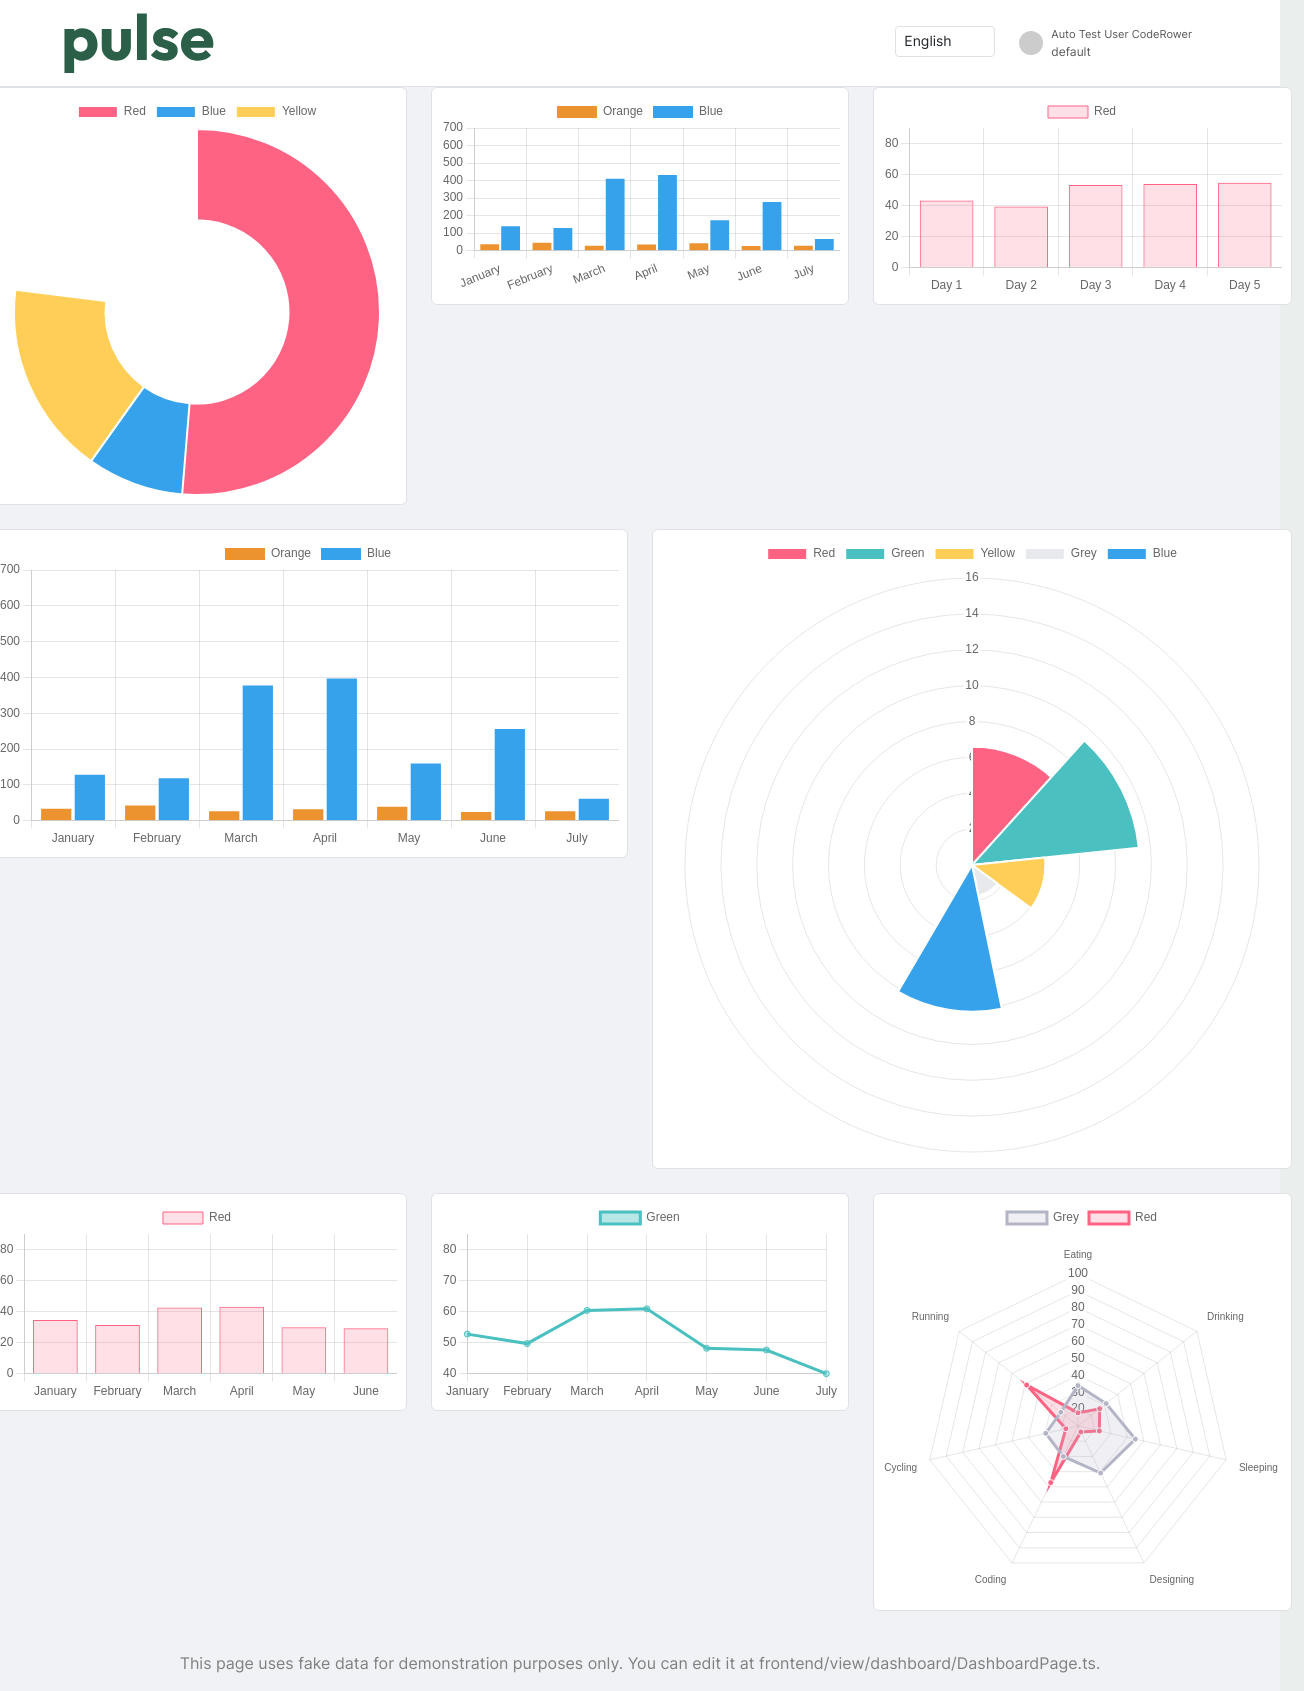 pulse
English
Auto Test User CodeRower
default
Red Blue Yellow
Orange Blue
700
600
500
400
300
200
100
0
January February March April May June July
Red
80
60
40
20
0
Day 1 Day 2 Day 3 Day 4 Day 5
Orange Blue
700
600
500
400
300
200
100
0
January February March April May June July
Red Green Yellow Grey Blue
16
14
12
10
8
Red
80
60
40
20
0
January February March April May June
Green
80
70
60
50
40
January February March April May June July
Grey Red
Eating
100
90
80
70
60
50
40
30
20
Running Drinking
Cycling Sleeping
Coding Designing
This page uses fake data for demonstration purposes only. You can edit it at frontend/view/dashboard/DashboardPage.ts.